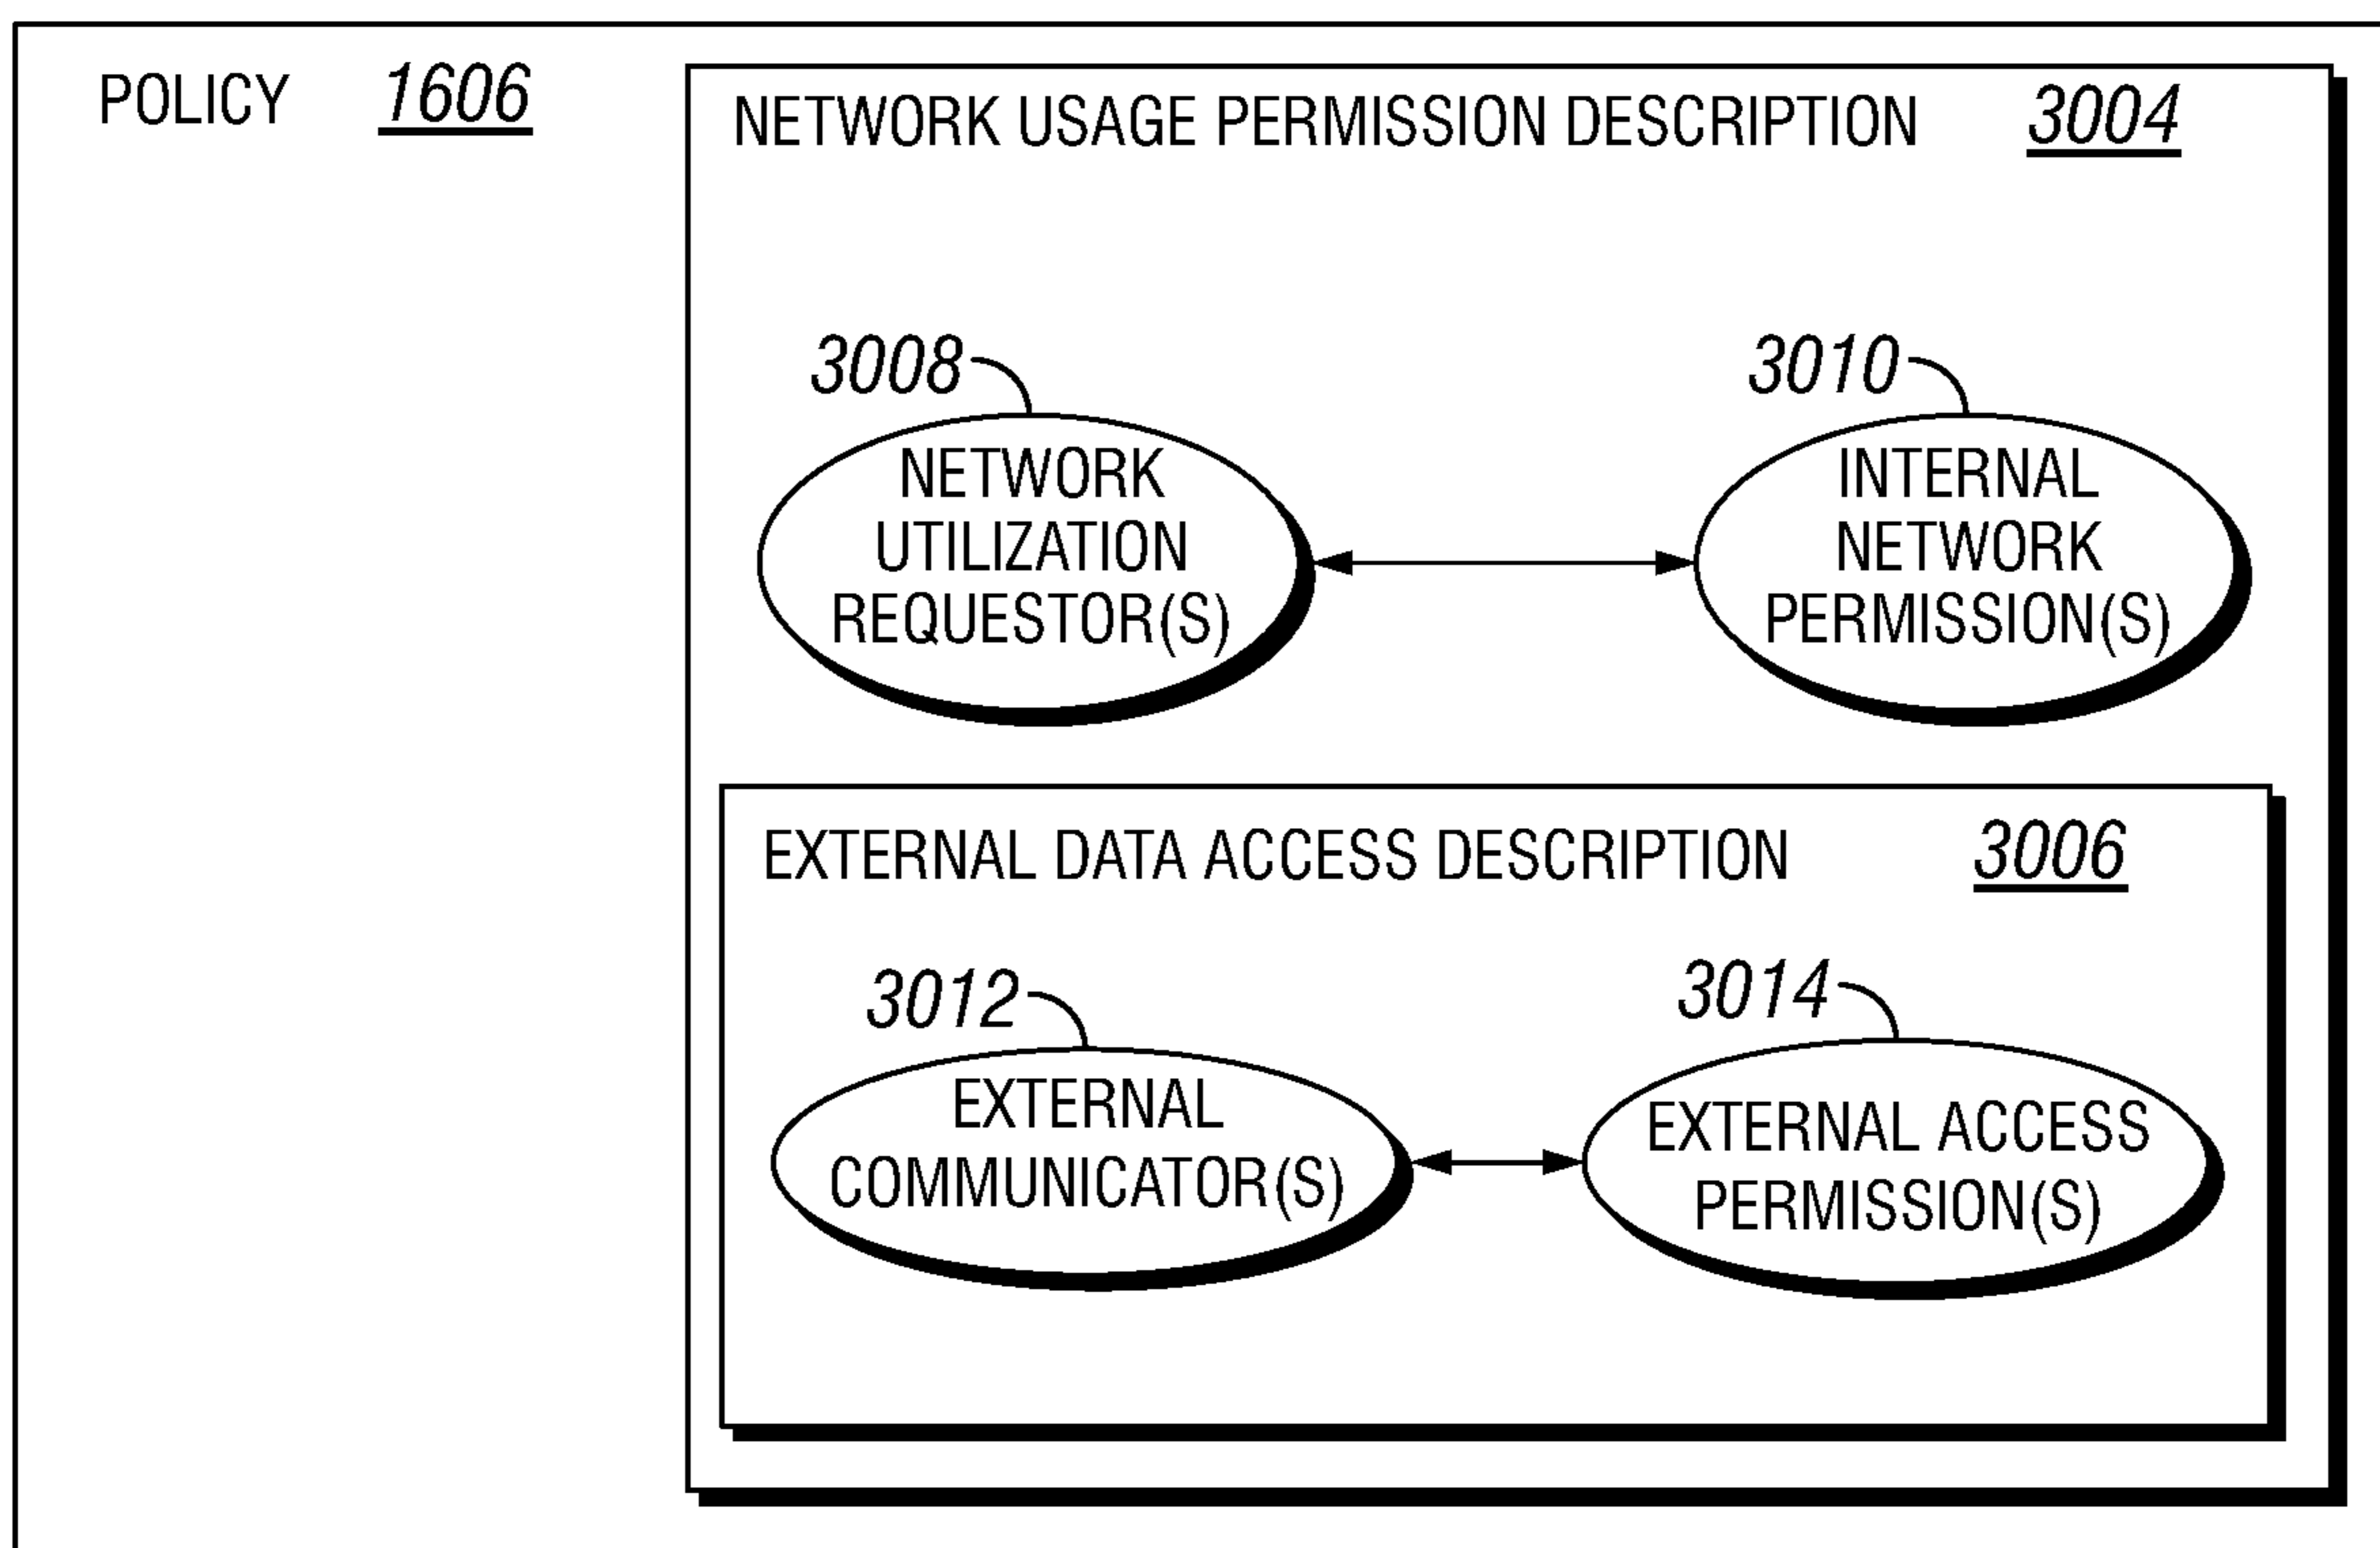 POLICY 1606
NETWORK USAGE PERMISSION DESCRIPTION 3004
3008
NETWORK
UTILIZATION
REQUESTOR(S)
3010
INTERNAL
NETWORK
PERMISSION(S)
EXTERNAL DATA ACCESS DESCRIPTION 3006
3012
EXTERNAL
COMMUNICATOR(S)
3014
EXTERNAL ACCESS
PERMISSION(S)